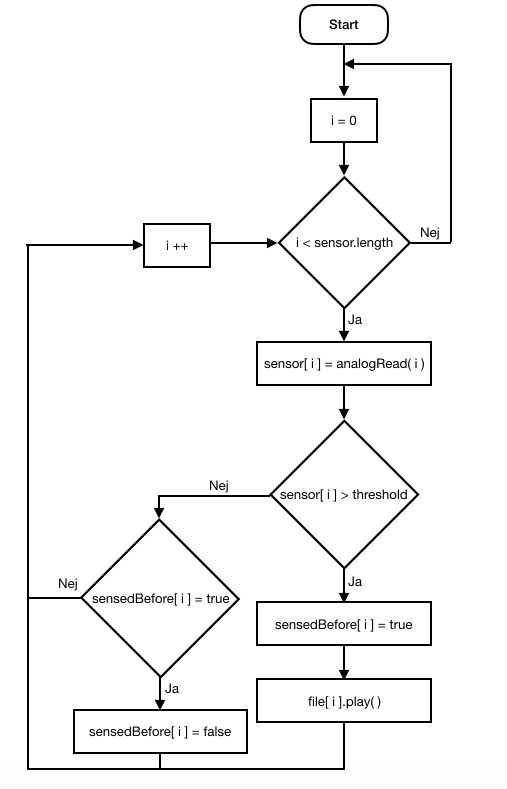 Start
i = 0
i ++
i < sensor.length
Nej
Ja
sensor[ i ] = analogRead( i )
sensor[ i ] > threshold
Nej
Ja
Nej
sensedBefore[ i ] = true
sensedBefore[ i ] = true
Ja
file[ i ].play( )
sensedBefore[ i ] = false